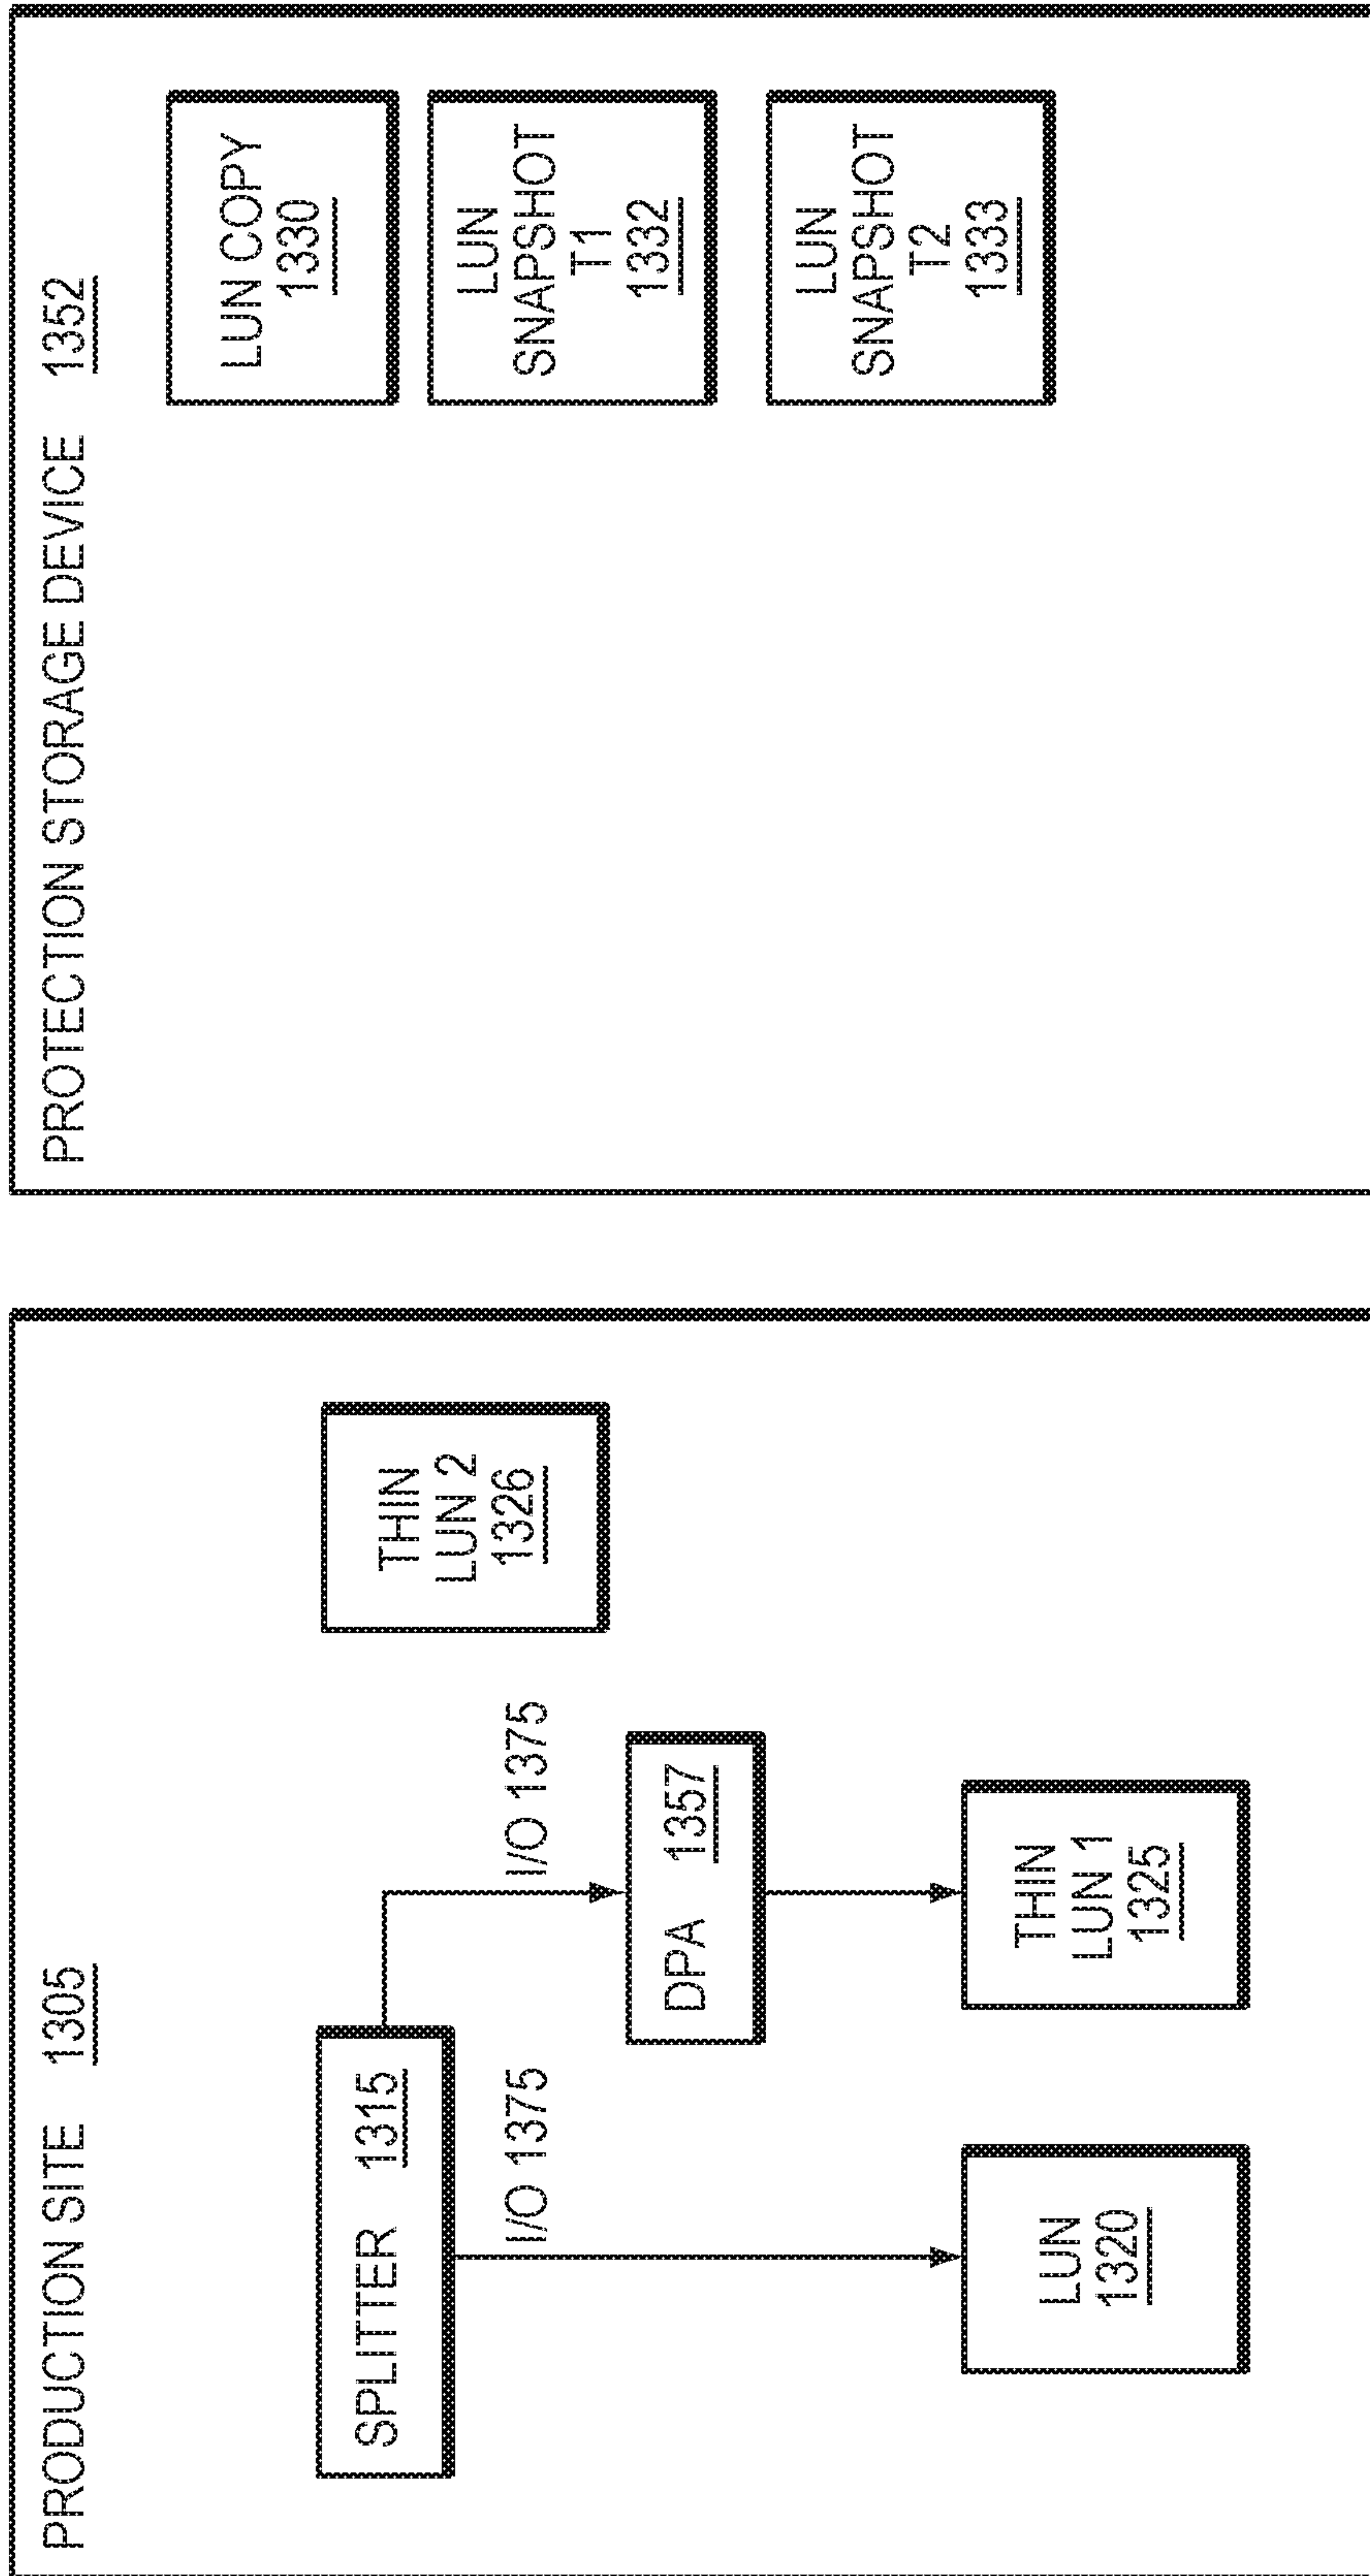 PRODUCTION SITE 1305
SPLITTER 1315
I/O 1375
I/O 1375
DPA 1357
THIN
LUN 2
1326
LUN
1320
THIN
LUN 1
1325
PROTECTION STORAGE DEVICE 1352
LUN COPY
1330
LUN
SNAPSHOT
T1
1332
LUN
SNAPSHOT
T2
1333